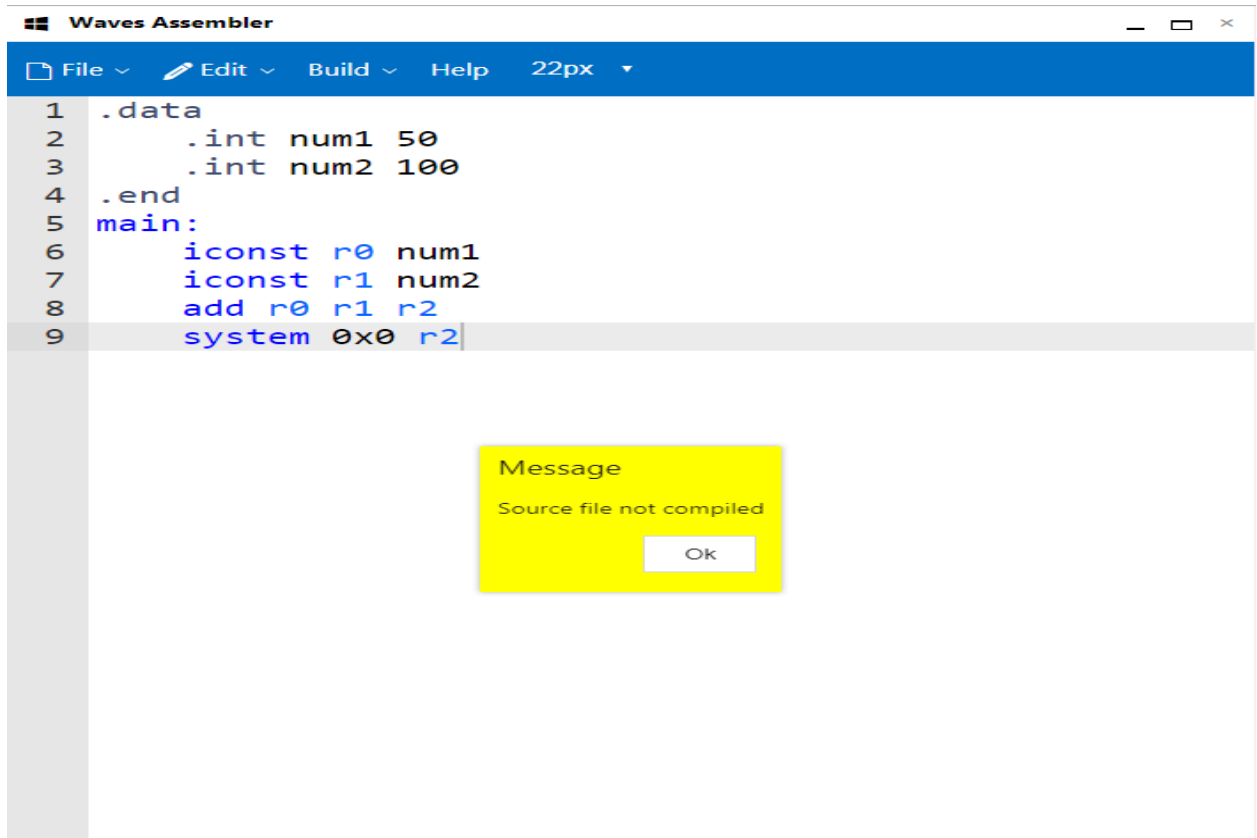 Waves Assembler
File Edit Build Help 22px
1 .data
2 .int num1 50
3 .int num2 100
4 .end
5 main:
6 iconst r0 num1
7 iconst r1 num2
8 add r0 r1 r2
9 system 0x0 r2
Message
Source file not compiled
Ok